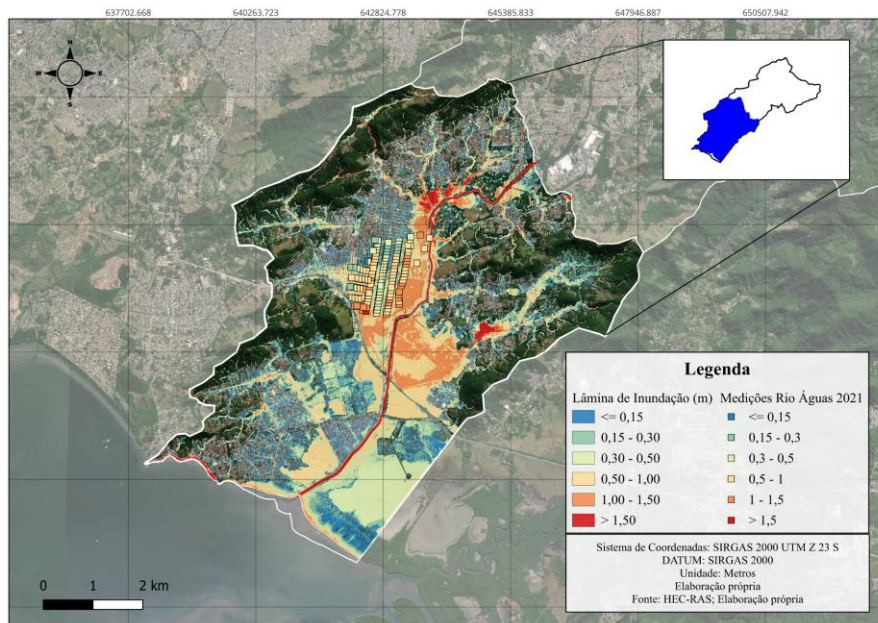 637702.668 640263.723 642824.778 645385.833 647946.887 650507.942
N
W E
S
Legenda
Lâmina de Inundação (m) Medições Rio Águas 2021
<= 0,15 <= 0,15
0,15 - 0,30 0,15 - 0,3
0,30 - 0,50 0,3 - 0,5
0,50 - 1,00 0,5 - 1
1,00 - 1,50 1 - 1,5
> 1,50 > 1,5
Sistema de Coordenadas: SIRGAS 2000 UTM Z 23 S
DATUM: SIRGAS 2000
Unidade: Metros
Elaboração própria
Fonte: HEC-RAS; Elaboração própria
0 1 2 km